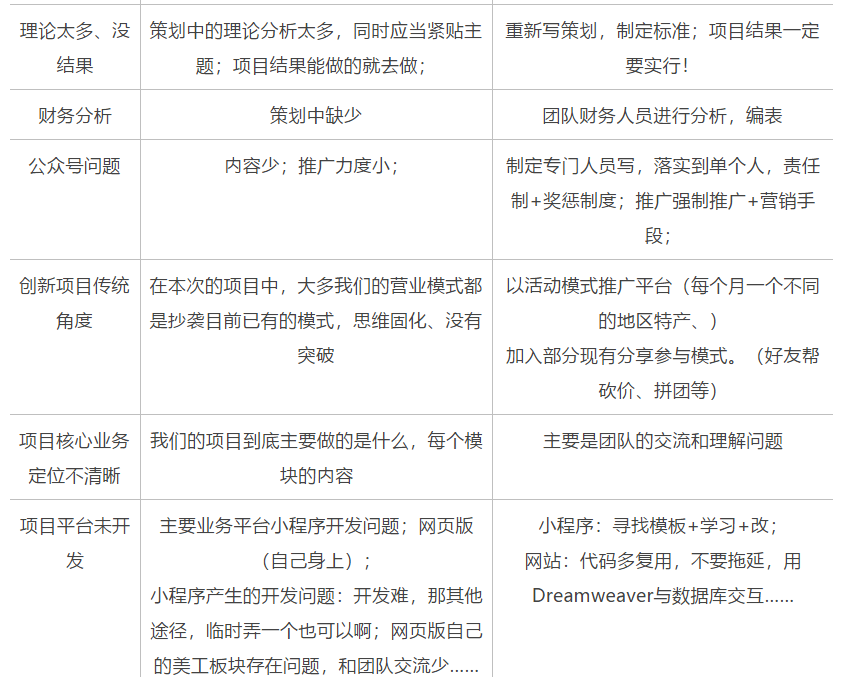 理论太多、没
结果
策划中的理论分析太多，同时应当紧贴主
题；项目结果能做的就去做；
重新写策划，制定标准；项目结果一定
要实行！
财务分析
策划中缺少
团队财务人员进行分析，编表
公众号问题
内容少；推广力度小；
制定专门人员写，落实到单个人，责任
制+奖惩制度；推广强制推广+营销手
段；
创新项目传统
角度
在本次的项目中，大多我们的营业模式都
是抄袭目前已有的模式，思维固化、没有
突破
以活动模式推广平台（每个月一个不同
的地区特产、）
加入部分现有分享参与模式。（好友帮
砍价、拼团等）
项目核心业务
定位不清晰
我们的项目到底主要做的是什么，每个模
块的内容
主要是团队的交流和理解问题
项目平台未开
发
主要业务平台小程序开发问题；网页版
（自己身上）；
小程序产生的开发问题：开发难，那其他
途径，临时弄一个也可以啊；网页版自己
的美工板块存在问题，和团队交流少......
小程序：寻找模板+学习+改；
网站：代码多复用，不要拖延，用
Dreamweaver与数据库交互......